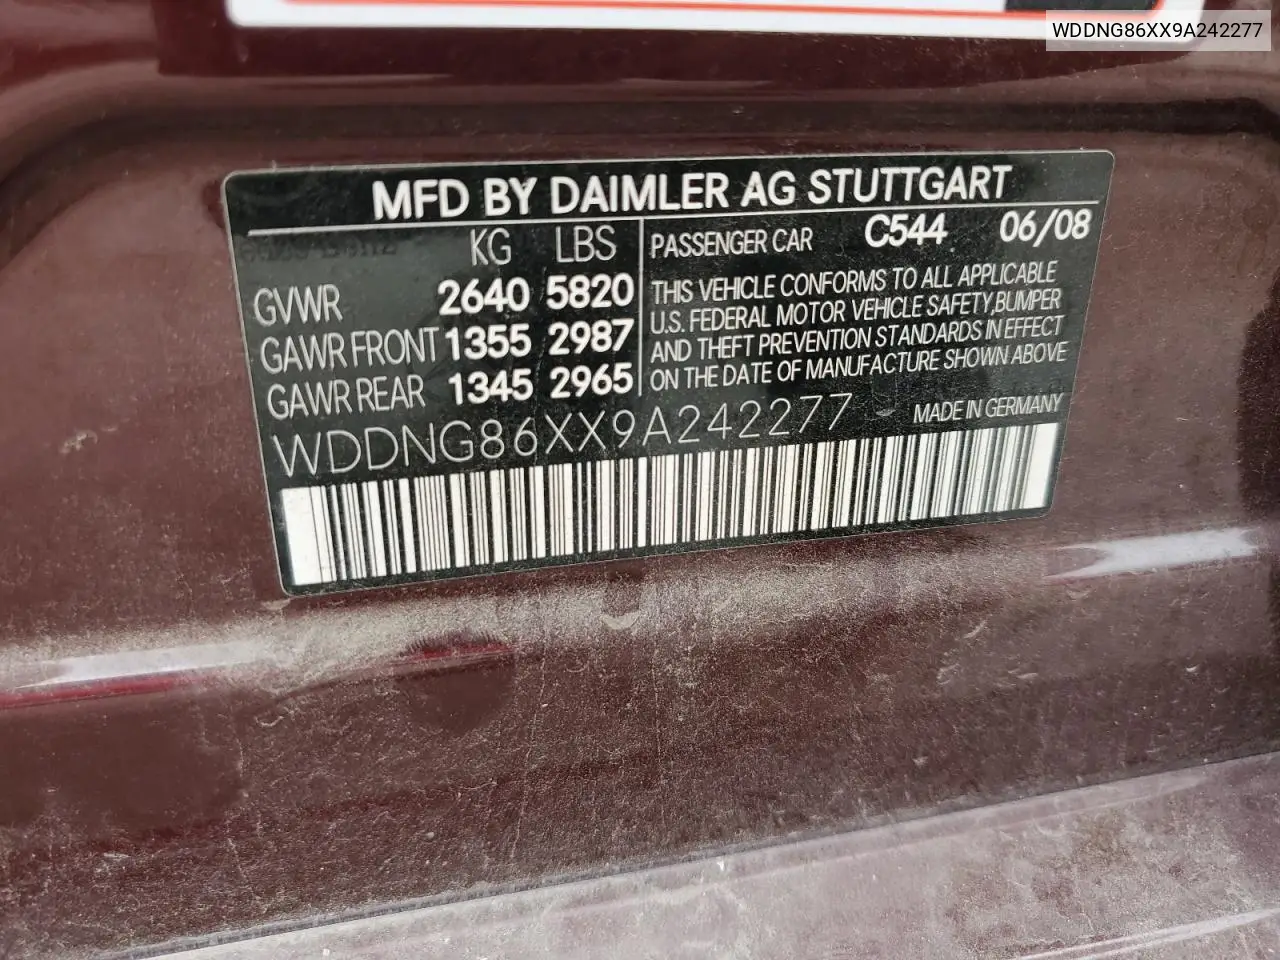 WDDNG86XX9A242277
MFD BY DAIMLER AG STUTTGART
KG LBS
GVWR 2640 5820
GAWR FRONT 1355 2987
GAWR REAR 1345 2965
PASSENGER CAR C544 06/08
THIS VEHICLE CONFORMS TO ALL APPLICABLE
U.S. FEDERAL MOTOR VEHICLE SAFETY,BUMPER
AND THEFT PREVENTION STANDARDS IN EFFECT
ON THE DATE OF MANUFACTURE SHOWN ABOVE
WDDNG86XX9A242277 MADE IN GERMANY